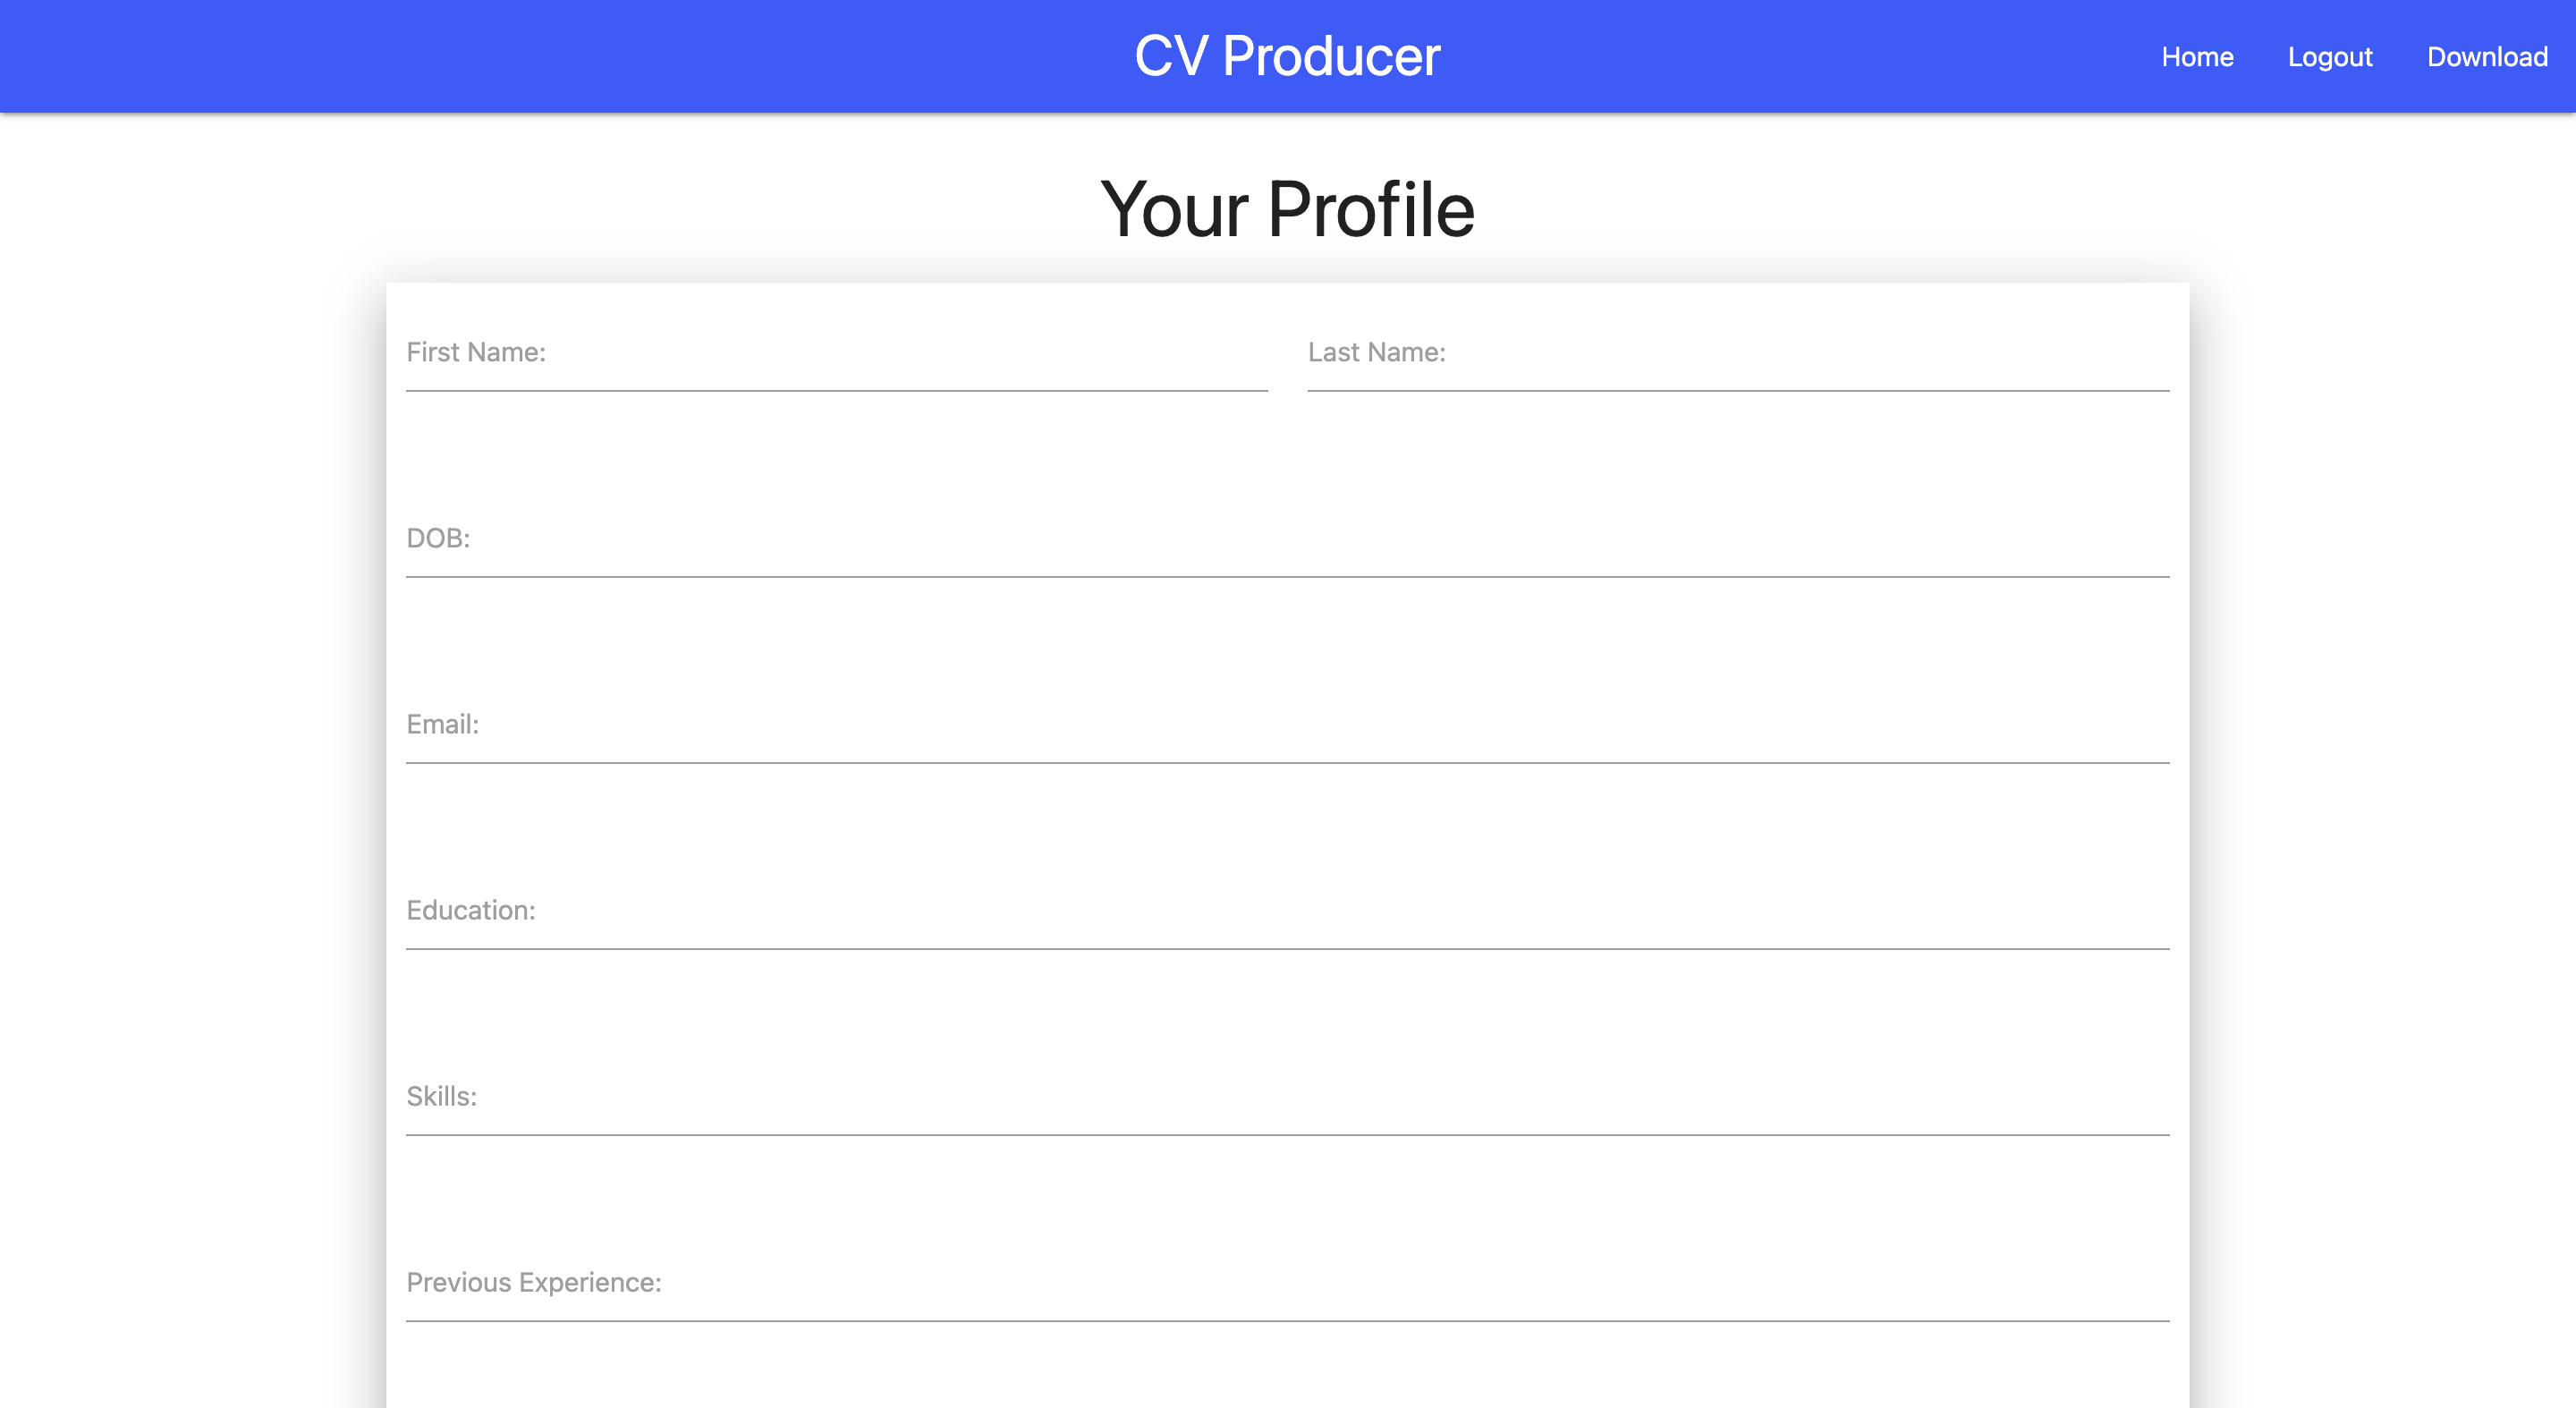 CV Producer
Home Logout Download
Your Profile
First Name: Last Name:
DOB:
Email:
Education:
Skills:
Previous Experience: